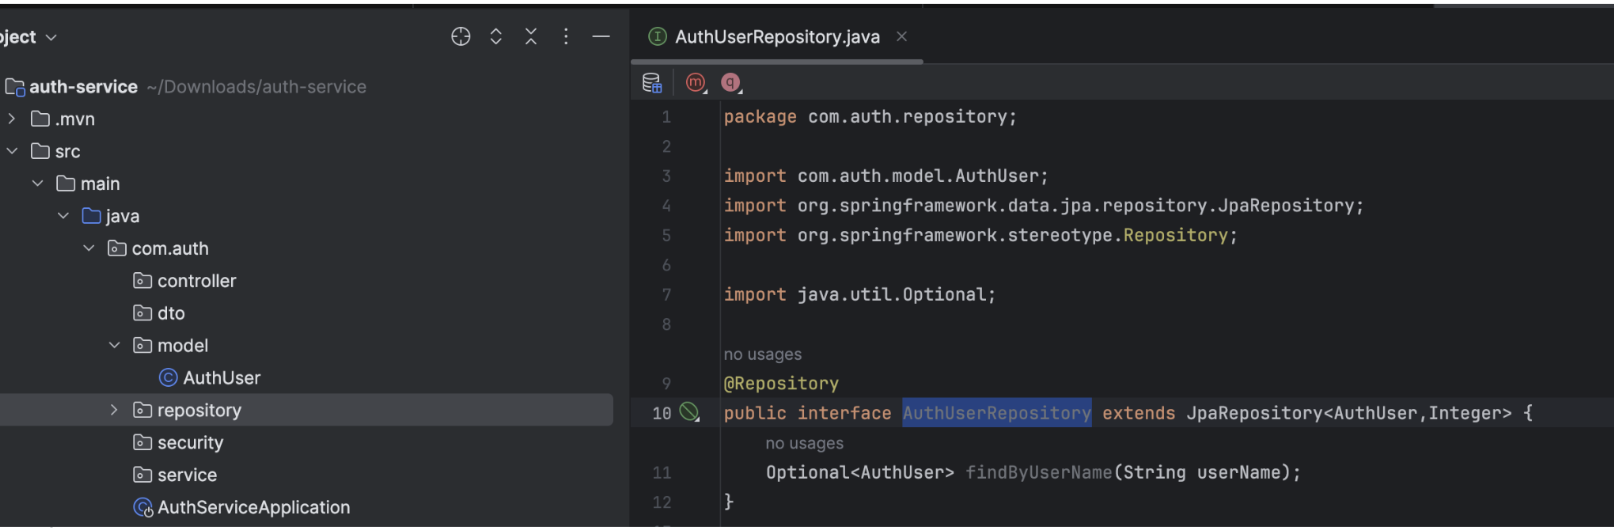 oject
auth-service ~/Downloads/auth-service
.mvn
src
main
java
com.auth
controller
dto
model
AuthUser
repository
security
service
AuthServiceApplication
AuthUserRepository.java
1 package com.auth.repository;
2
3 import com.auth.model.AuthUser;
4 import org.springframework.data.jpa.repository.JpaRepository;
5 import org.springframework.stereotype.Repository;
6
7 import java.util.Optional;
8
no usages
9 @Repository
10 public interface AuthUserRepository extends JpaRepository<AuthUser,Integer> {
no usages
11 Optional<AuthUser> findByUserName(String userName);
12 }